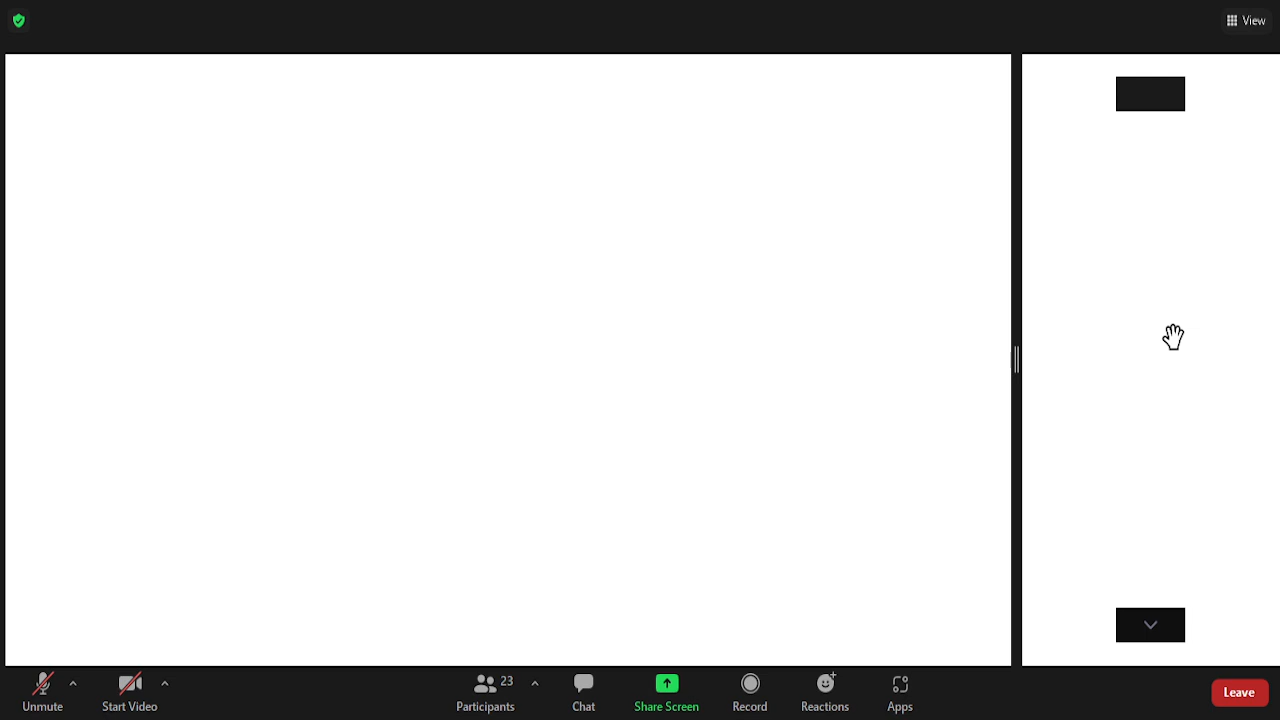 View
Unmute
Start Video
23
Participants
Chat
Share Screen
Record
Reactions
Apps
Leave